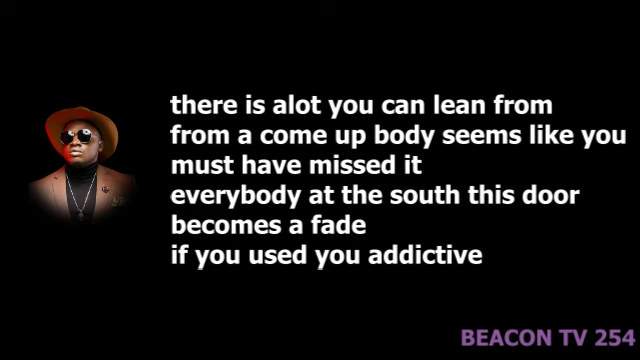 there is alot you can lean from
from a come up body seems like you
must have missed it
everybody at the south this door
becomes a fade
if you used you addictive
BEACON TV 254